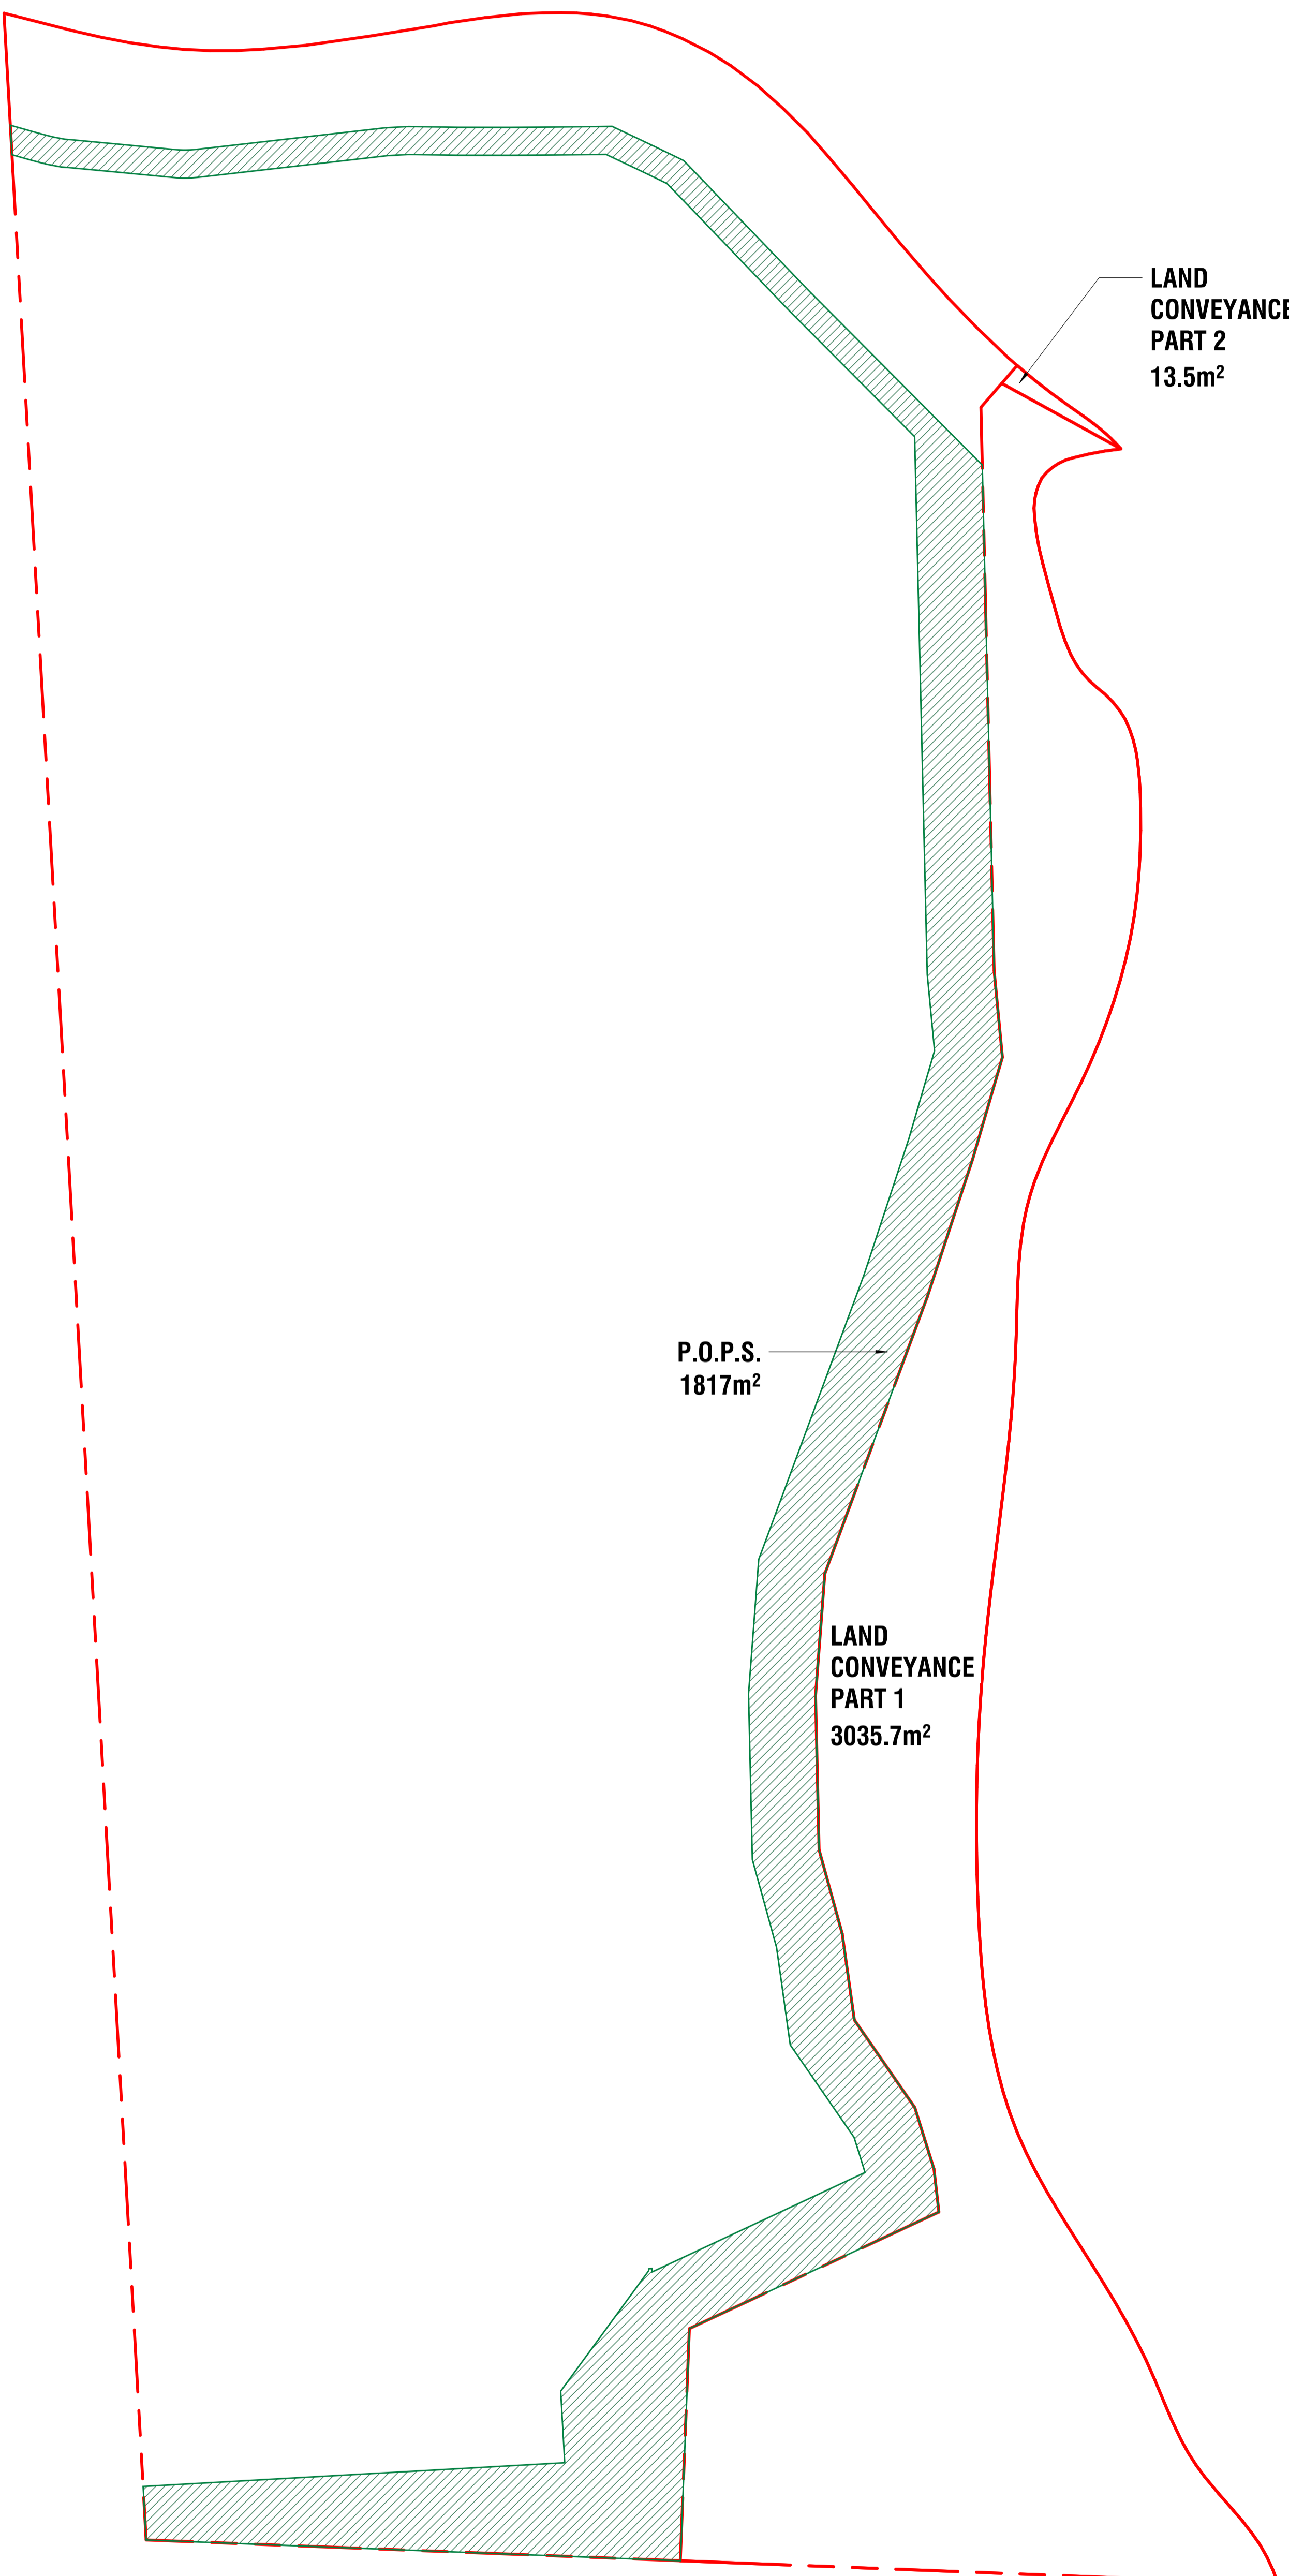 LAND
CONVEYANCE
PART 2
13.5m²
P.O.P.S.
1817m²
LAND
CONVEYANCE
PART 1
3035.7m²